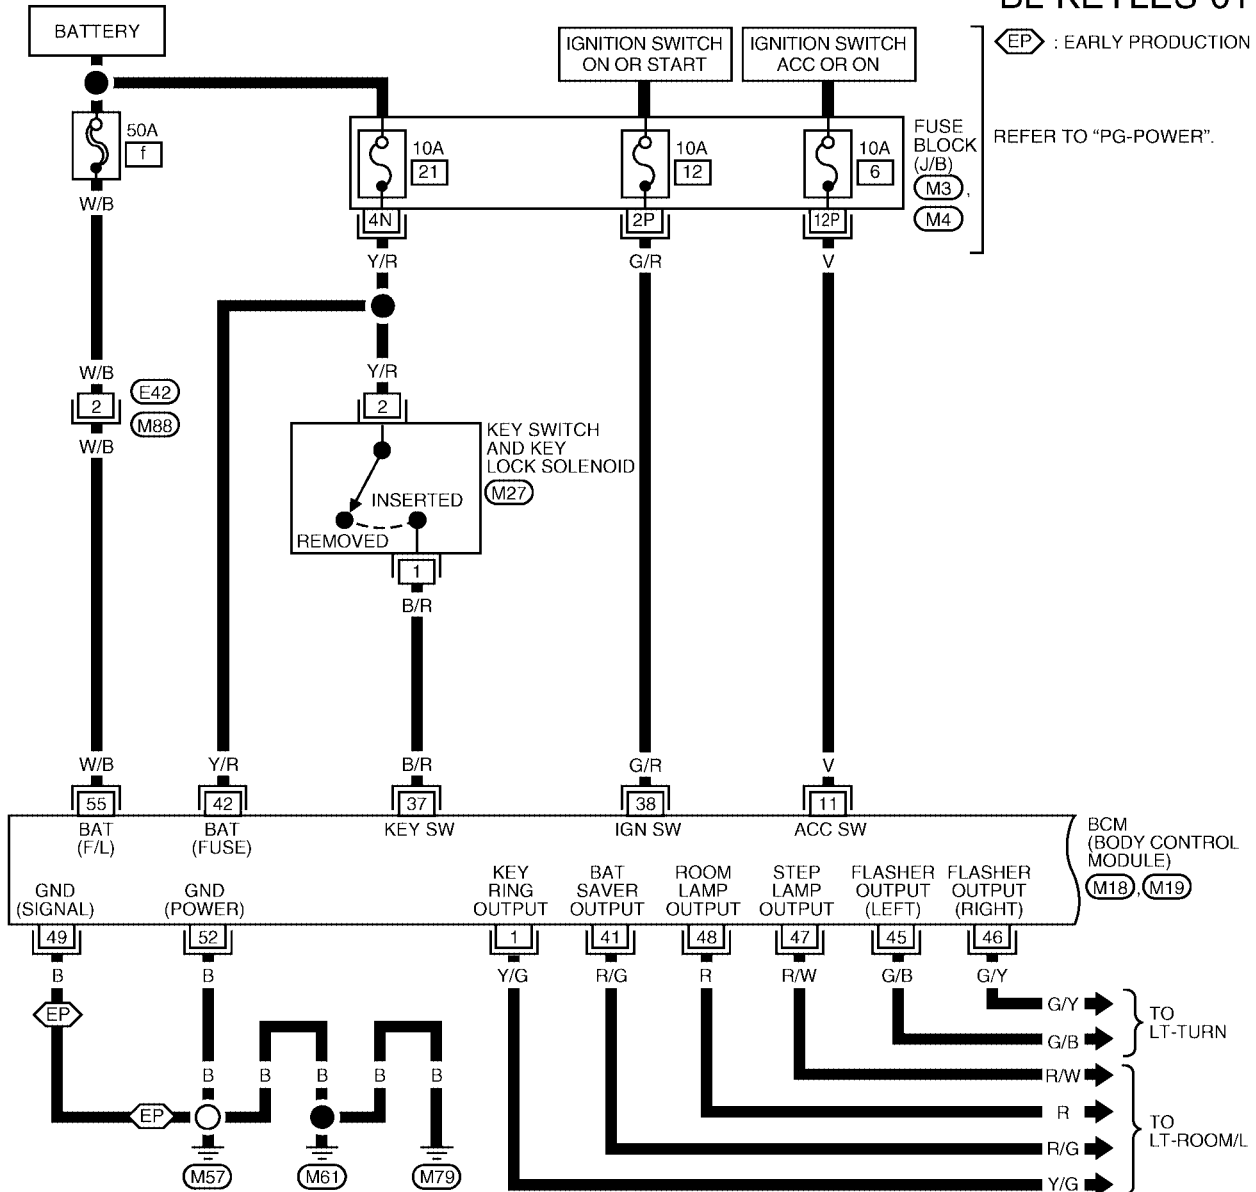 BL-KEYLES-01
BATTERY
IGNITION SWITCH
ON OR START
IGNITION SWITCH
ACC OR ON
EP : EARLY PRODUCTION
50A
f
10A
21
10A
12
10A
6
FUSE
BLOCK
(J/B)
M3 ,
M4
REFER TO “PG-POWER”.
W/B
4N
2P
12P
Y/R
G/R
V
W/B
Y/R
2
E42
M88
2
W/B
KEY SWITCH
AND KEY
LOCK SOLENOID
M27
INSERTED
REMOVED
1
B/R
W/B
Y/R
B/R
G/R
V
55
42
37
38
11
BAT
(F/L)
BAT
(FUSE)
KEY SW
IGN SW
ACC SW
BCM
(BODY CONTROL
MODULE)
M18 , M19
GND
(SIGNAL)
GND
(POWER)
KEY
RING
OUTPUT
BAT
SAVER
OUTPUT
ROOM
LAMP
OUTPUT
STEP
LAMP
OUTPUT
FLASHER
OUTPUT
(LEFT)
FLASHER
OUTPUT
(RIGHT)
49
52
1
41
48
47
45
46
B
B
Y/G
R/G
R
R/W
G/B
G/Y
EP
G/Y
G/B
TO
LT-TURN
B
B
B
B
B
R/W
EP
R
R/G
Y/G
TO
LT-ROOM/L
M57
M61
M79